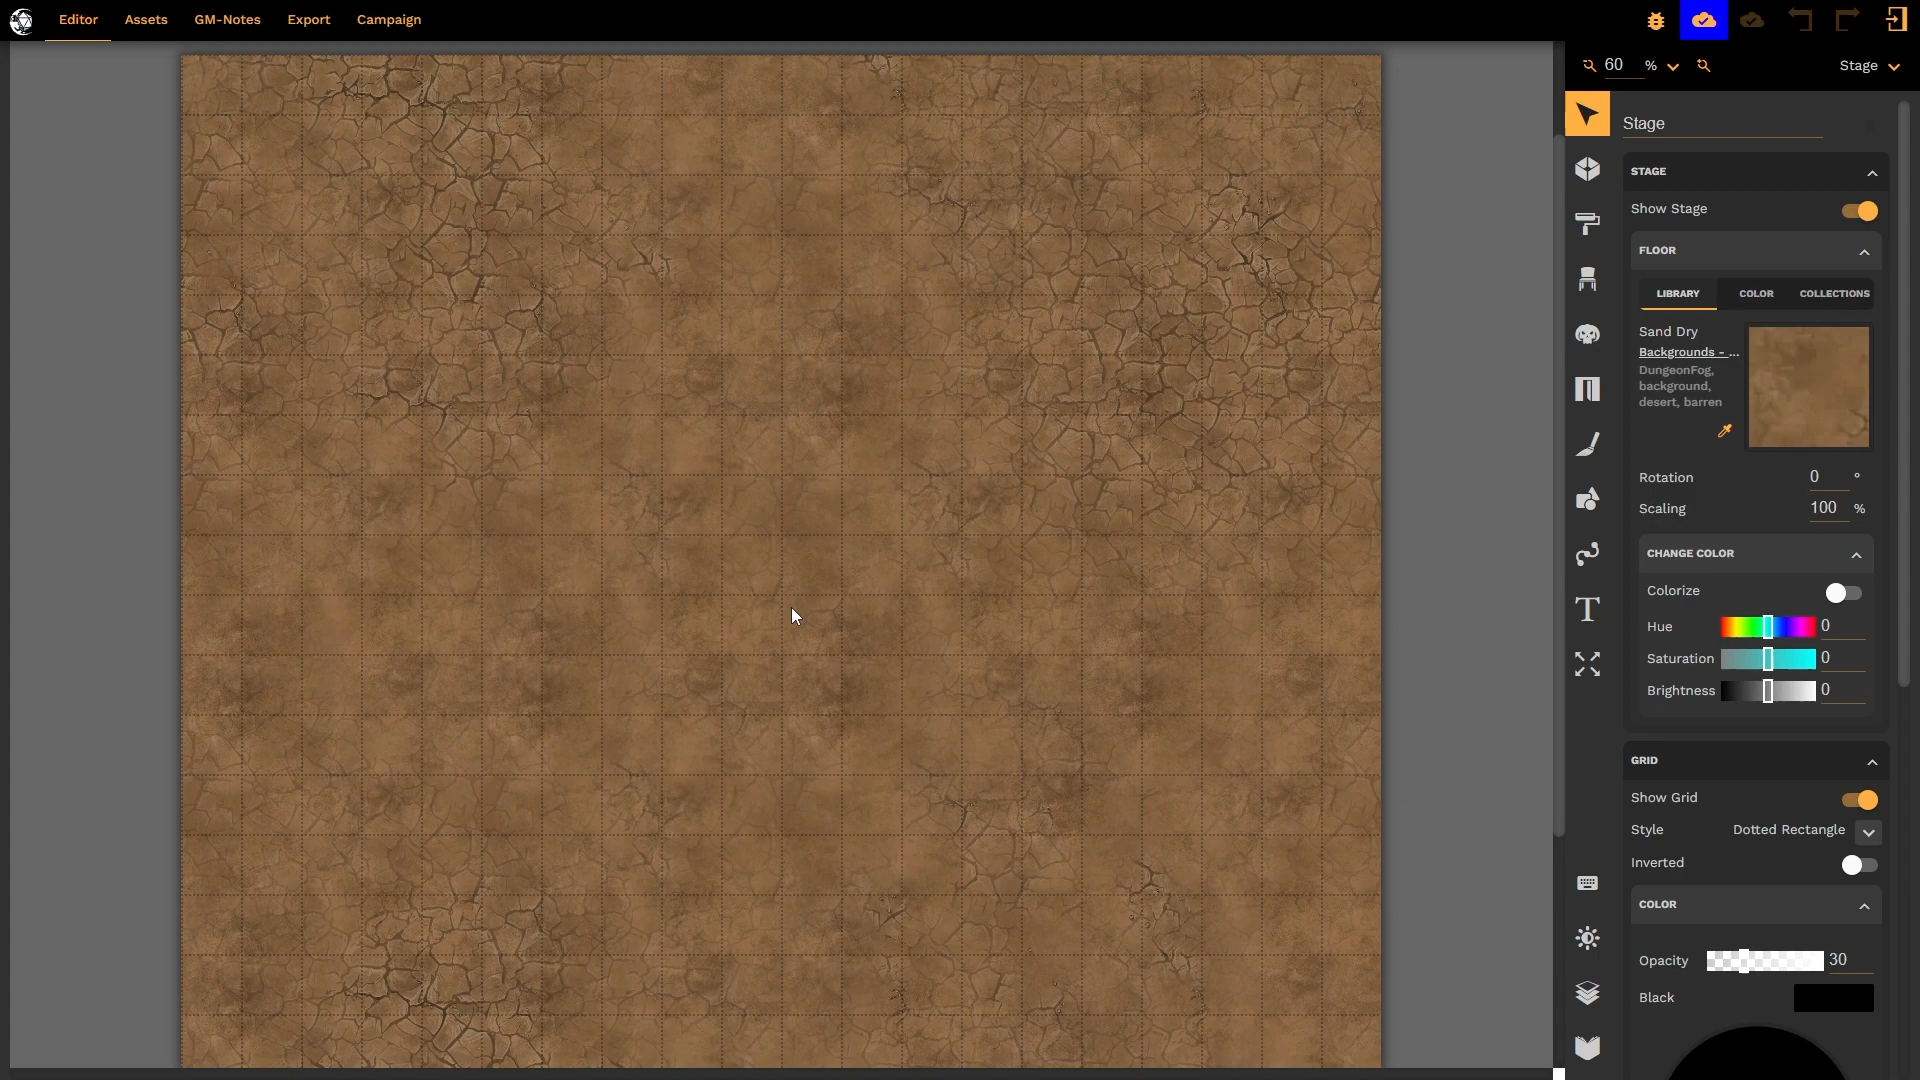 Editor Assets GM-Notes Export Campaign
60 % Stage
Stage
STAGE
Show Stage
FLOOR
LIBRARY COLOR COLLECTIONS
Sand Dry
Backgrounds - ...
DungeonFog,
background,
desert, barren
Rotation 0 °
Scaling 100 %
CHANGE COLOR
Colorize
Hue 0
Saturation 0
Brightness 0
GRID
Show Grid
Style Dotted Rectangle
Inverted
COLOR
Opacity 30
Black